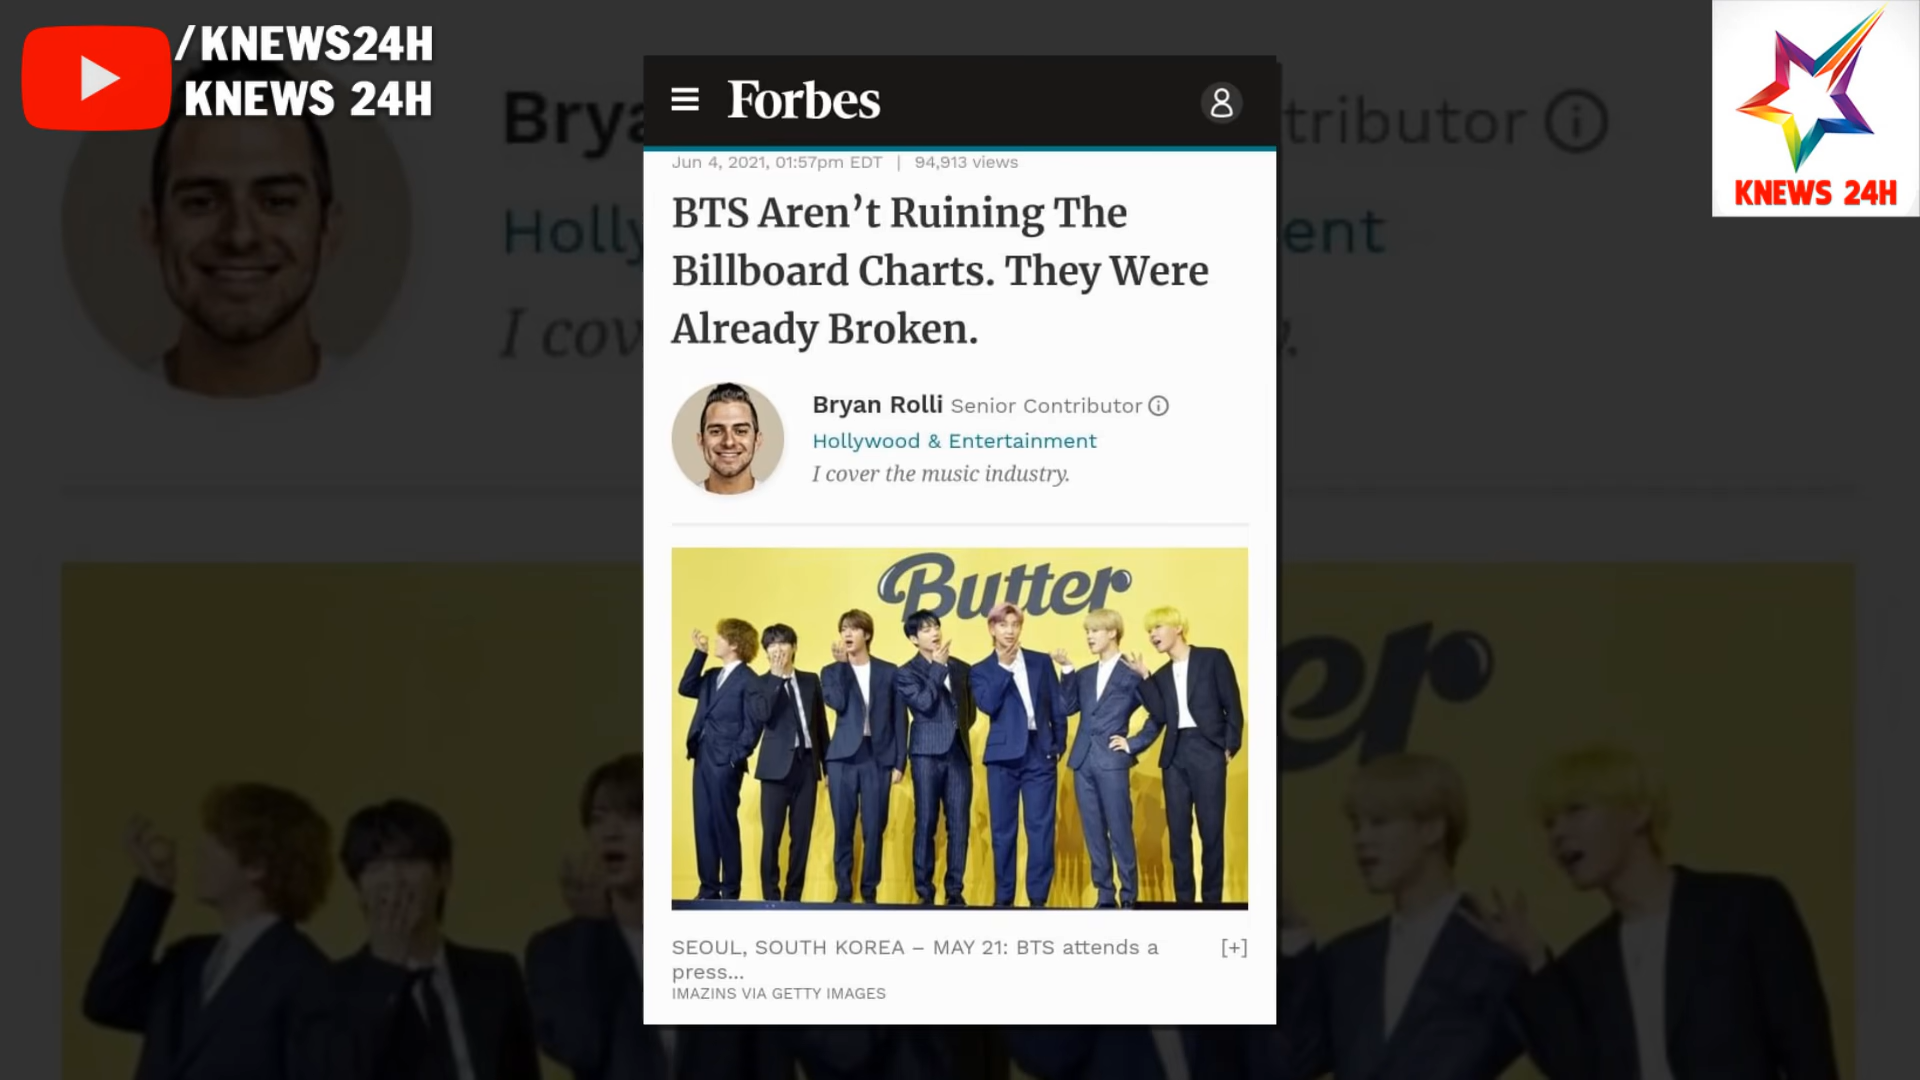 /KNEWS24H
KNEWS 24H
KNEWS 24H
Forbes
Jun 4, 2021, 01:57pm EDT | 94,913 views
BTS Aren’t Ruining The
Billboard Charts. They Were
Already Broken.
Bryan Rolli Senior Contributor
Hollywood & Entertainment
I cover the music industry.
Butter
SEOUL, SOUTH KOREA – MAY 21: BTS attends a [+]
press...
IMAZINS VIA GETTY IMAGES